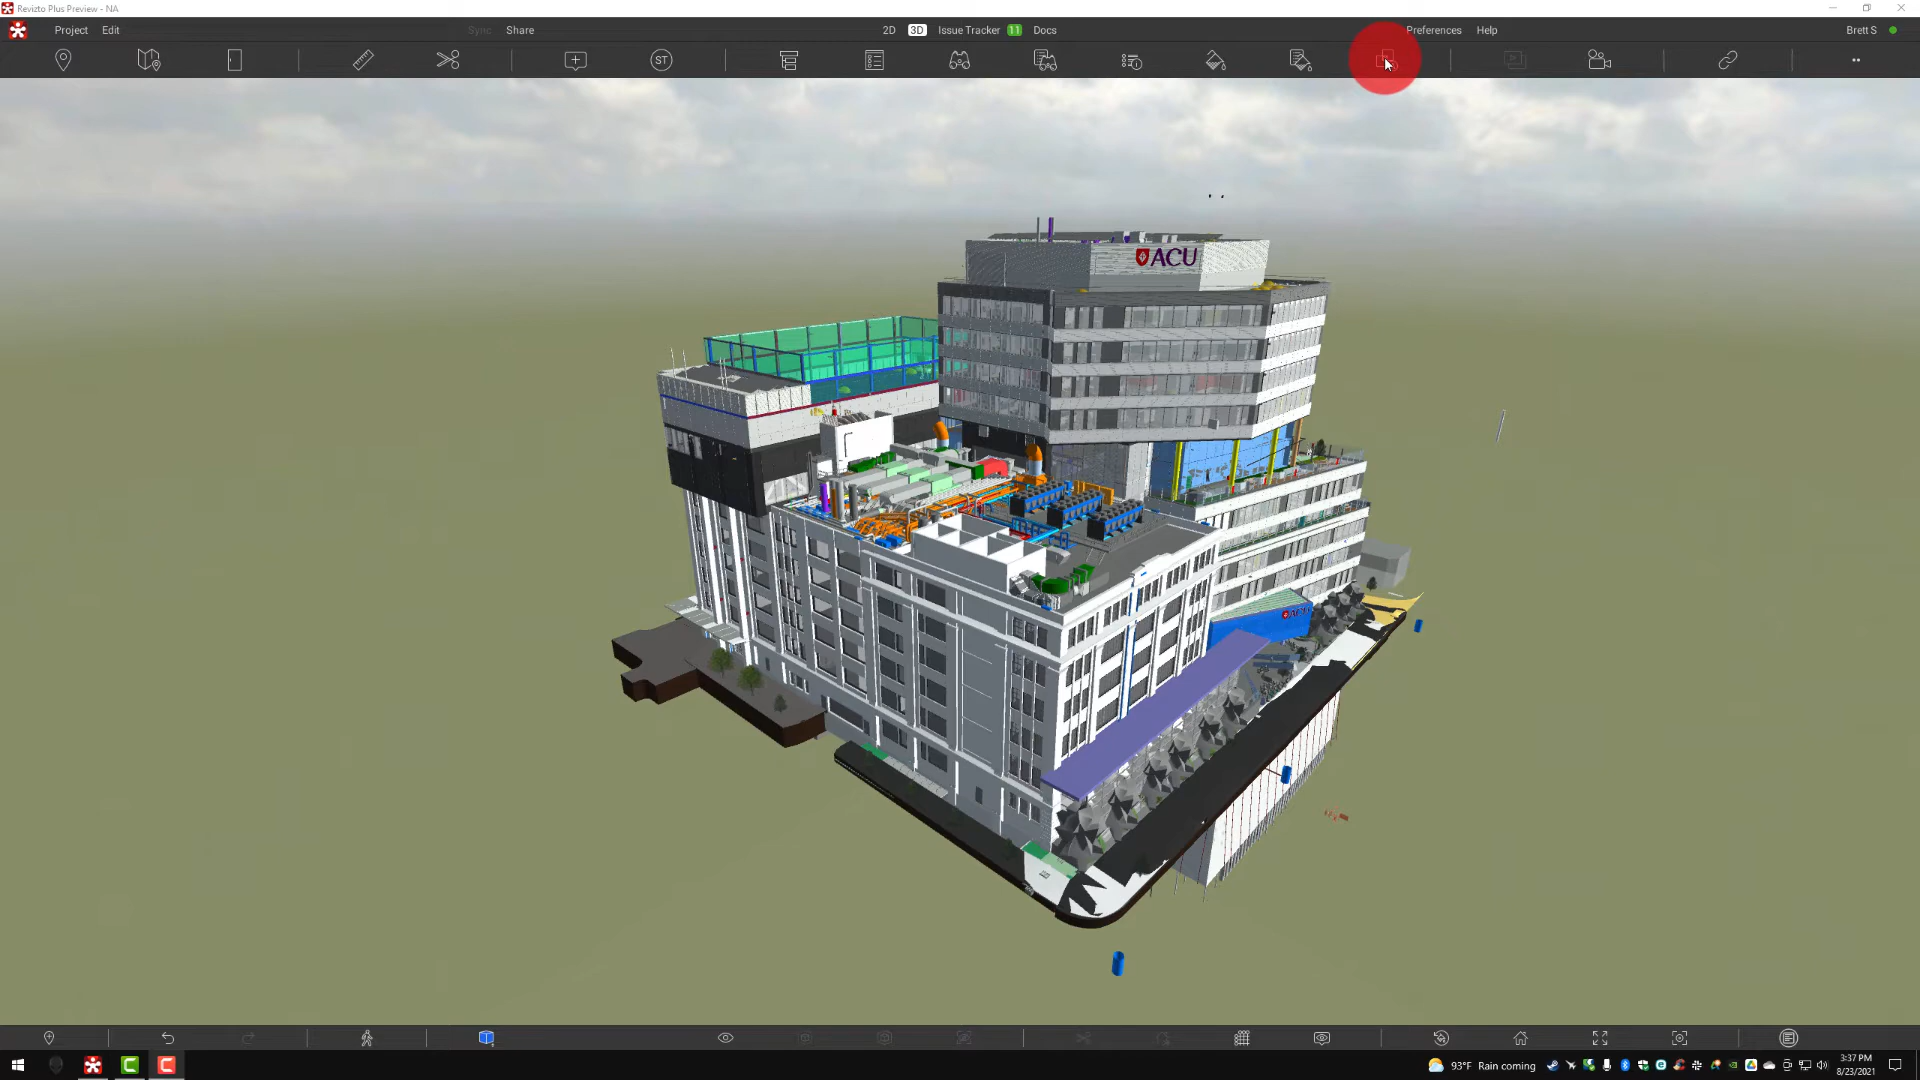 Revizto Plus Preview - NA
Project Edit Sync Share 2D 3D Issue Tracker 11 Docs Preferences Help Brett S
ST
ACU
ACU
93°F Rain coming
3:37 PM
8/23/2021